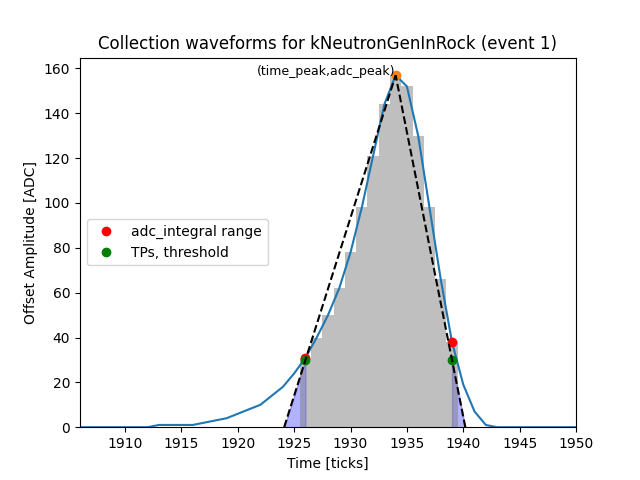 Collection waveforms for kNeutronGenInRock (event 1)
(time_peak,adc_peak)
160
140
120
100
80
60
40
20
0
Offset Amplitude [ADC]
adc_integral range
TPs, threshold
1910 1915 1920 1925 1930 1935 1940 1945 1950
Time [ticks]